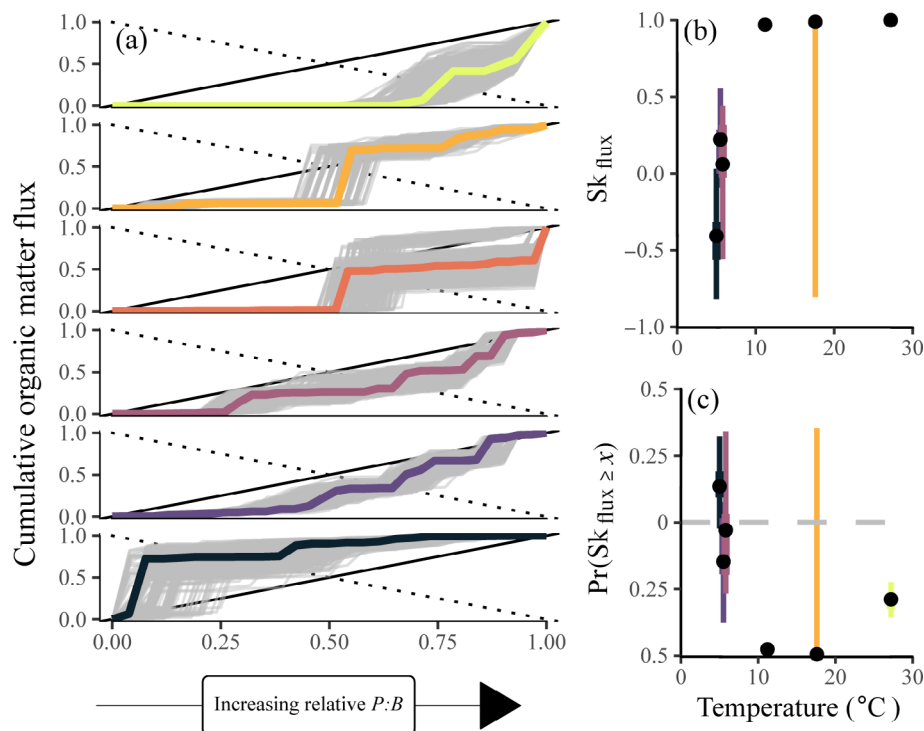 (a)
Cumulative organic matter flux
1.0
0.5
0.0
1.0
0.5
0.0
1.0
0.5
0.0
1.0
0.5
0.0
1.0
0.5
0.0
1.0
0.5
0.0
0.00 0.25 0.50 0.75 1.00
Increasing relative P:B
(b)
Sk flux
1.0
0.5
0.0
−0.5
−1.0
0 10 20 30
(c)
Pr(Sk flux ≥ x)
0.5
0.25
0
0.25
0.5
0 10 20 30
Temperature (°C)